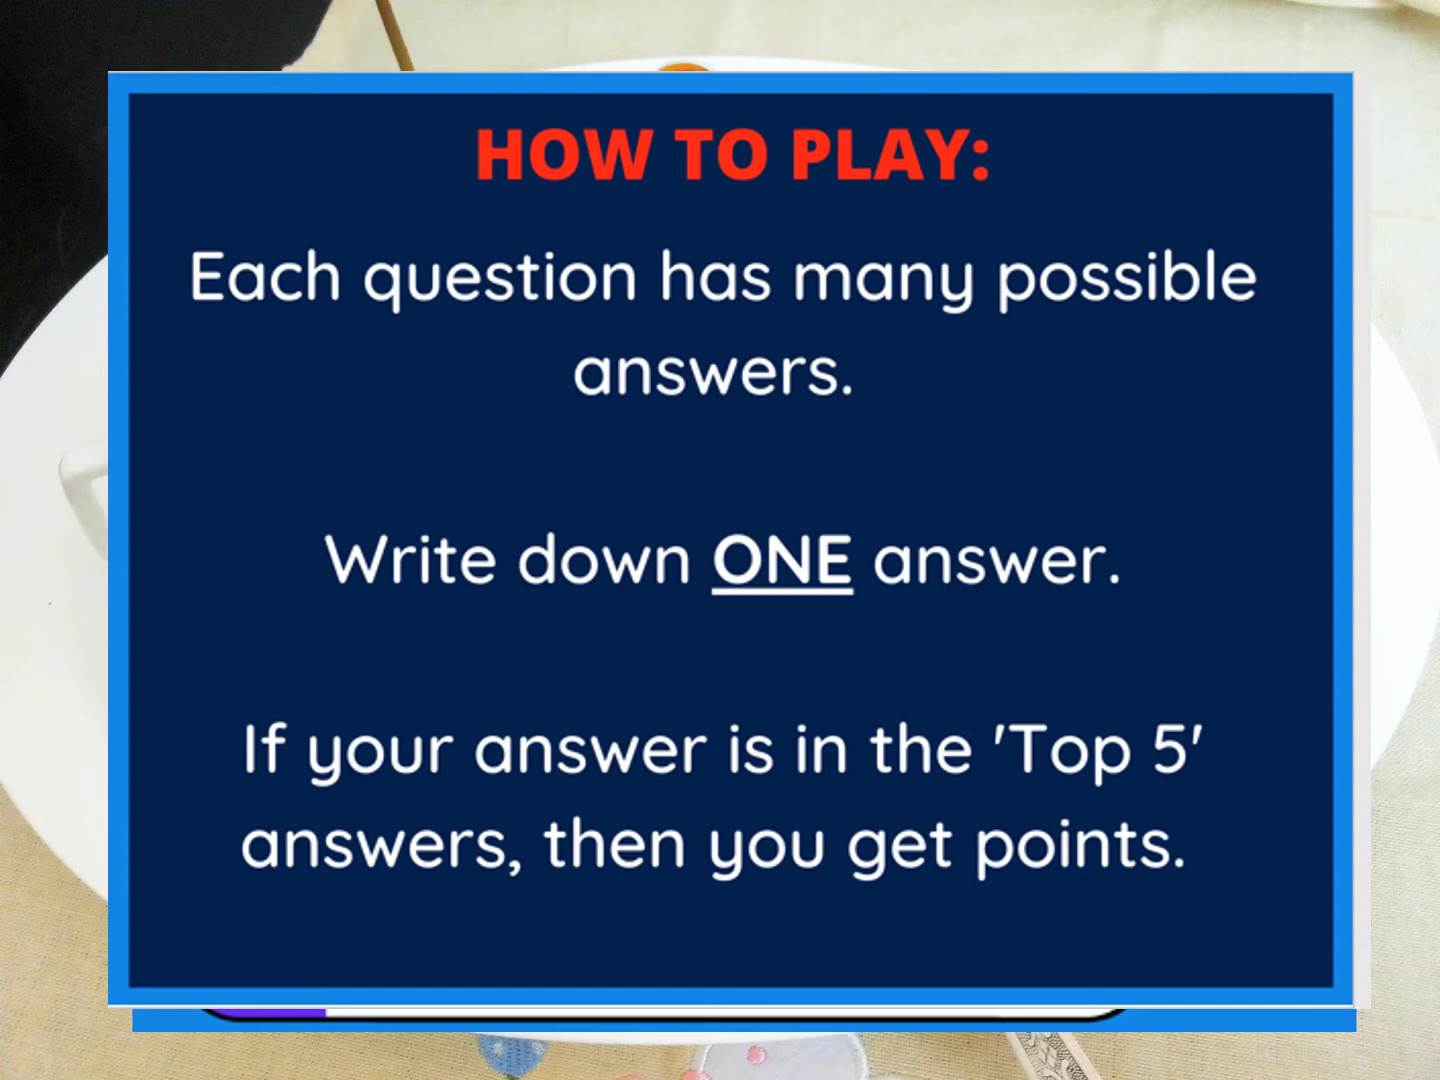 HOW TO PLAY:
Each question has many possible
answers.
Write down ONE answer.
If your answer is in the 'Top 5'
answers, then you get points.